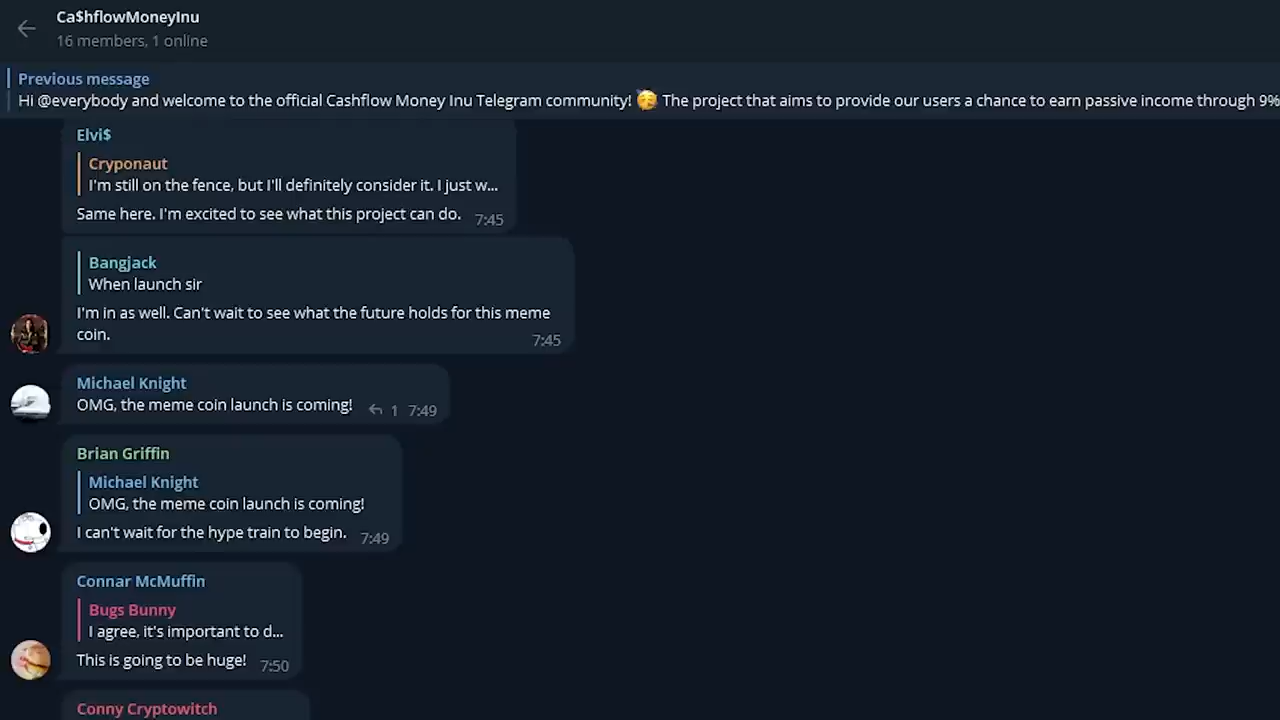 Ca$hflowMoneyInu
16 members, 1 online
Previous message
Hi @everybody and welcome to the official Cashflow Money Inu Telegram community! 🥳 The project that aims to provide our users a chance to earn passive income through 9%
Elvi$
Cryponaut
I'm still on the fence, but I'll definitely consider it. I just w...
Same here. I'm excited to see what this project can do. 7:45
Bangjack
When launch sir
I'm in as well. Can't wait to see what the future holds for this meme
coin. 7:45
Michael Knight
OMG, the meme coin launch is coming! 1 7:49
Brian Griffin
Michael Knight
OMG, the meme coin launch is coming!
I can't wait for the hype train to begin. 7:49
Connar McMuffin
Bugs Bunny
I agree, it's important to d...
This is going to be huge! 7:50
Conny Cryptowitch